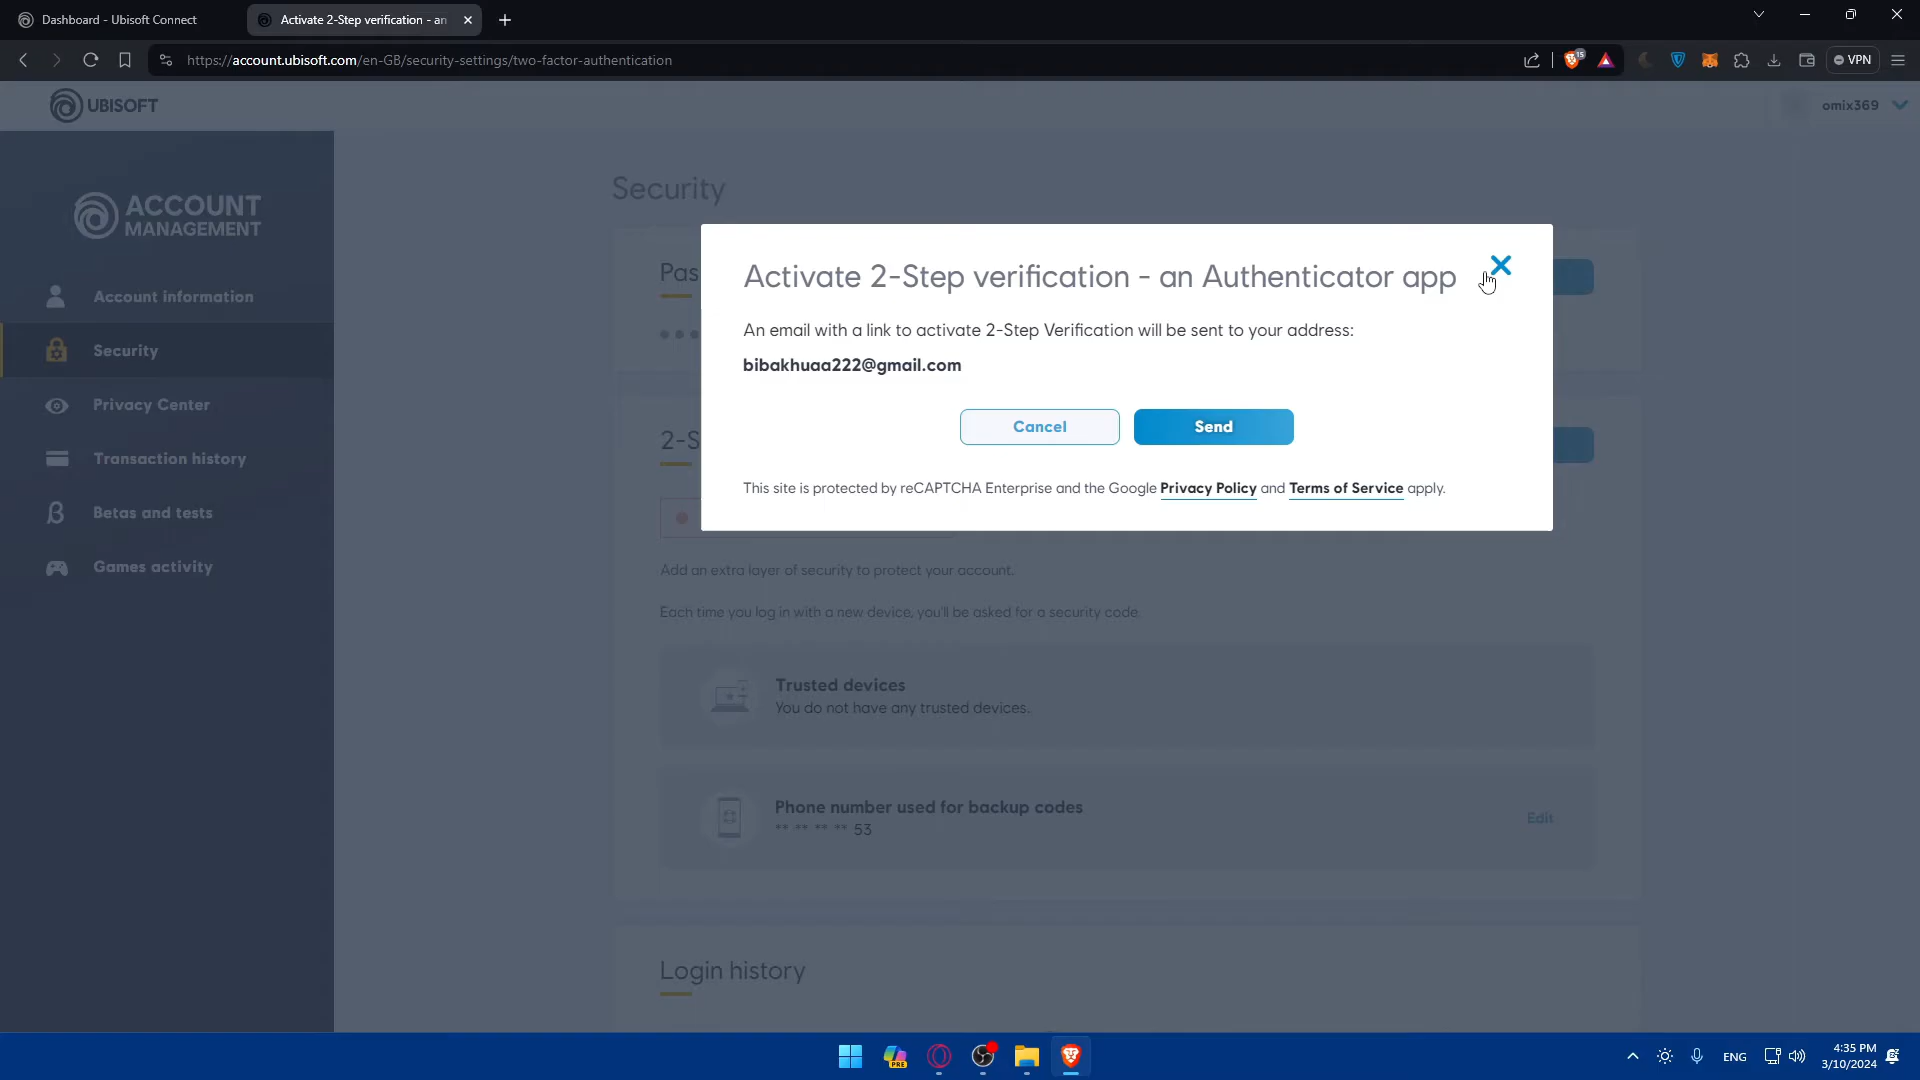 Dashboard - Ubisoft Connect
Activate 2-Step verification - an
https://account.ubisoft.com/en-GB/security-settings/two-factor-authentication
15
VPN
UBISOFT
omix369
ACCOUNT
MANAGEMENT
Account information
Security
Privacy Center
Transaction history
Betas and tests
Games activity
Security
Pas
Activate 2-Step verification - an Authenticator app
An email with a link to activate 2-Step Verification will be sent to your address:
bibakhuaa222@gmail.com
Cancel
Send
This site is protected by reCAPTCHA Enterprise and the Google Privacy Policy and Terms of Service apply.
2-S
Add an extra layer of security to protect your account.
Each time you log in with a new device, you'll be asked for a security code.
Trusted devices
You do not have any trusted devices.
Phone number used for backup codes
** ** ** ** 53
Edit
Login history
PRE
ENG
4:35 PM
3/10/2024